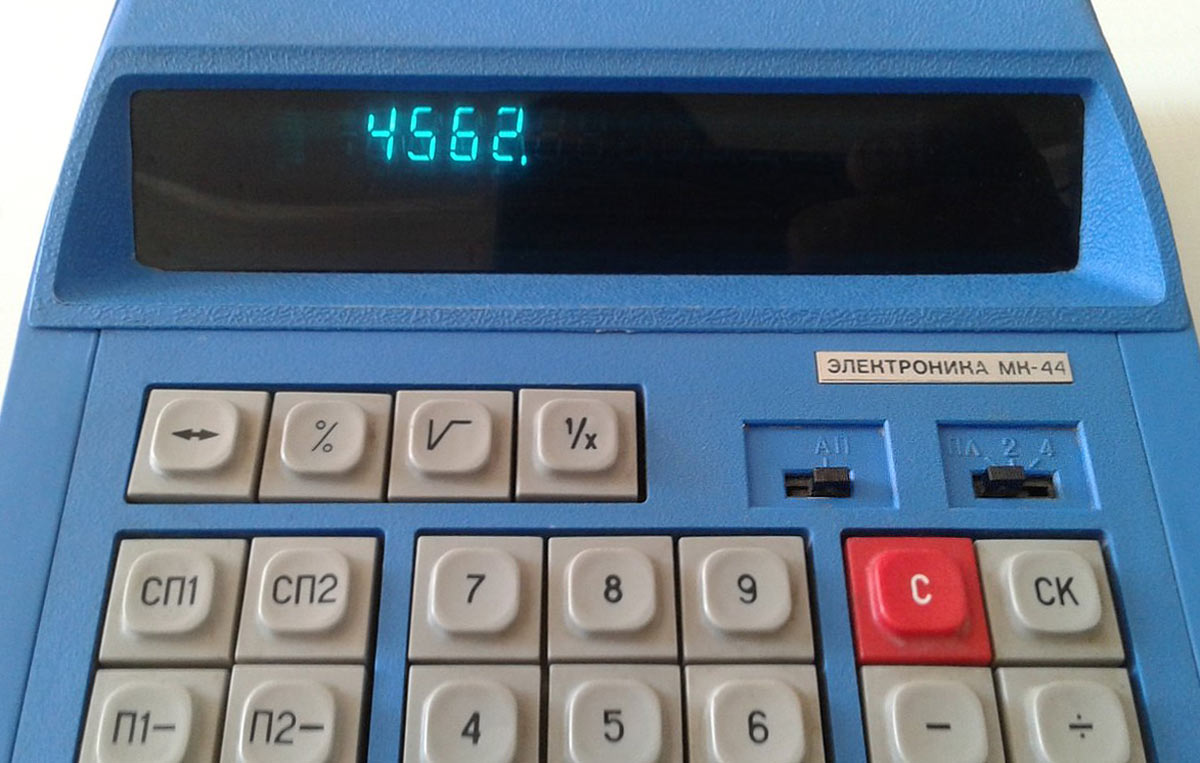 4562.
ЭЛЕКТРОНИКА МК-44
↔ % √ 1/x
АП
ПЛ 2 4
СП1 СП2 7 8 9 С СК
П1− П2− 4 5 6 − ÷